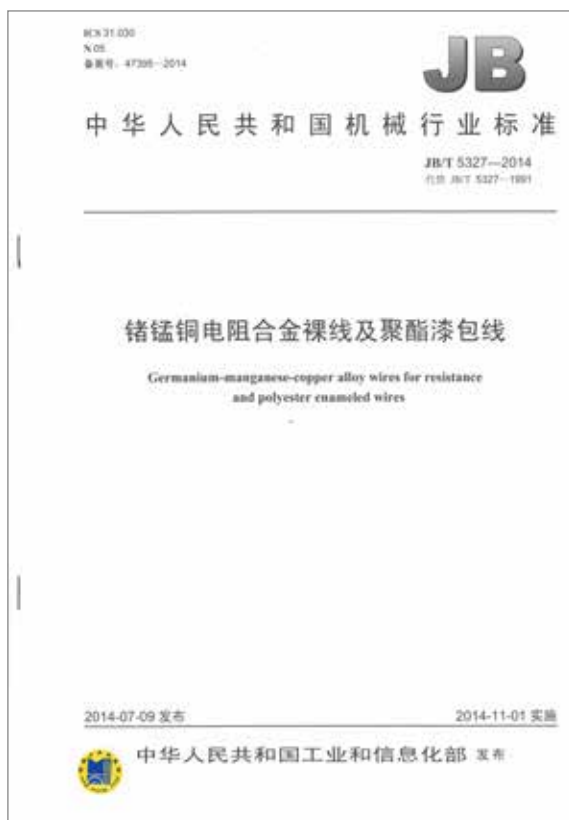 ICS 31.030
N 05
备案号：47395—2014
JB
中华人民共和国机械行业标准
JB/T 5327—2014
代替 JB/T 5327—1991
锗锰铜电阻合金裸线及聚酯漆包线
Germanium-manganese-copper alloy wires for resistance
and polyester enameled wires
2014-07-09 发布
2014-11-01 实施
中华人民共和国工业和信息化部 发布